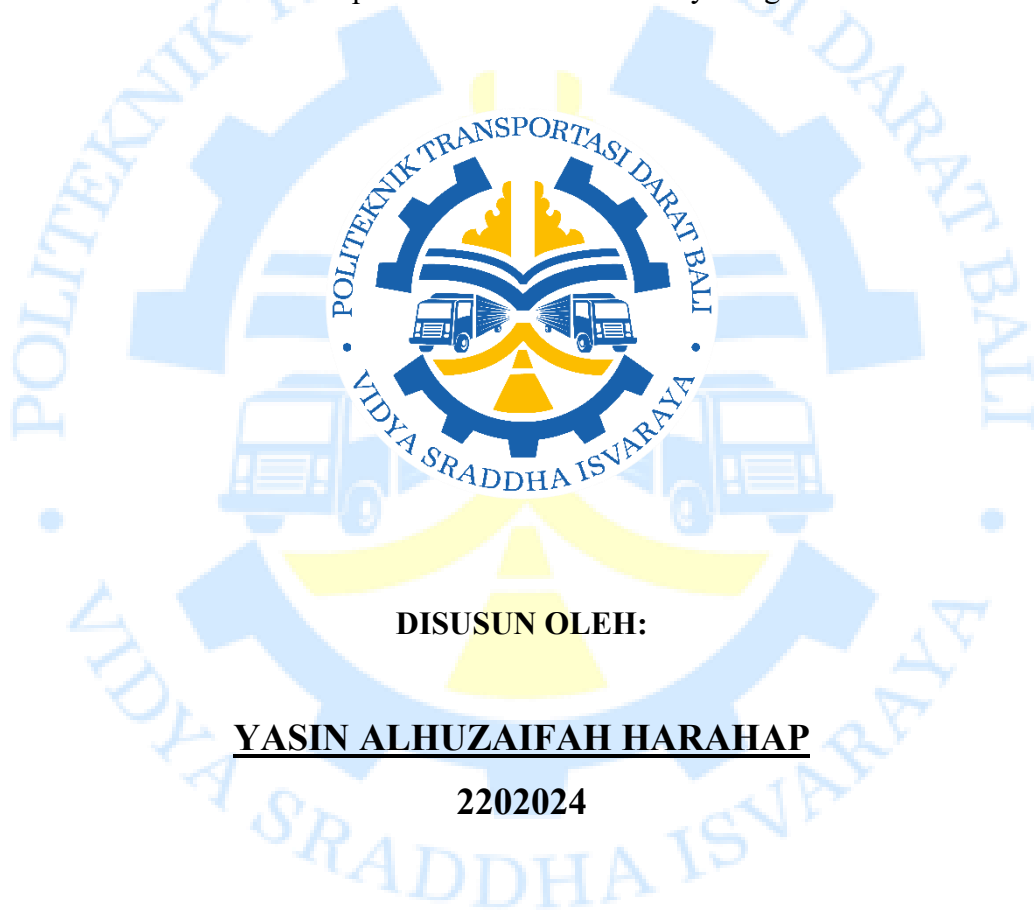 POLITEKNIK TRANSPORTASI DARAT BALI
VIDYA SRADDHA ISVARAYA
DISUSUN OLEH:
YASIN ALHUZAIFAH HARAHAP
2202024